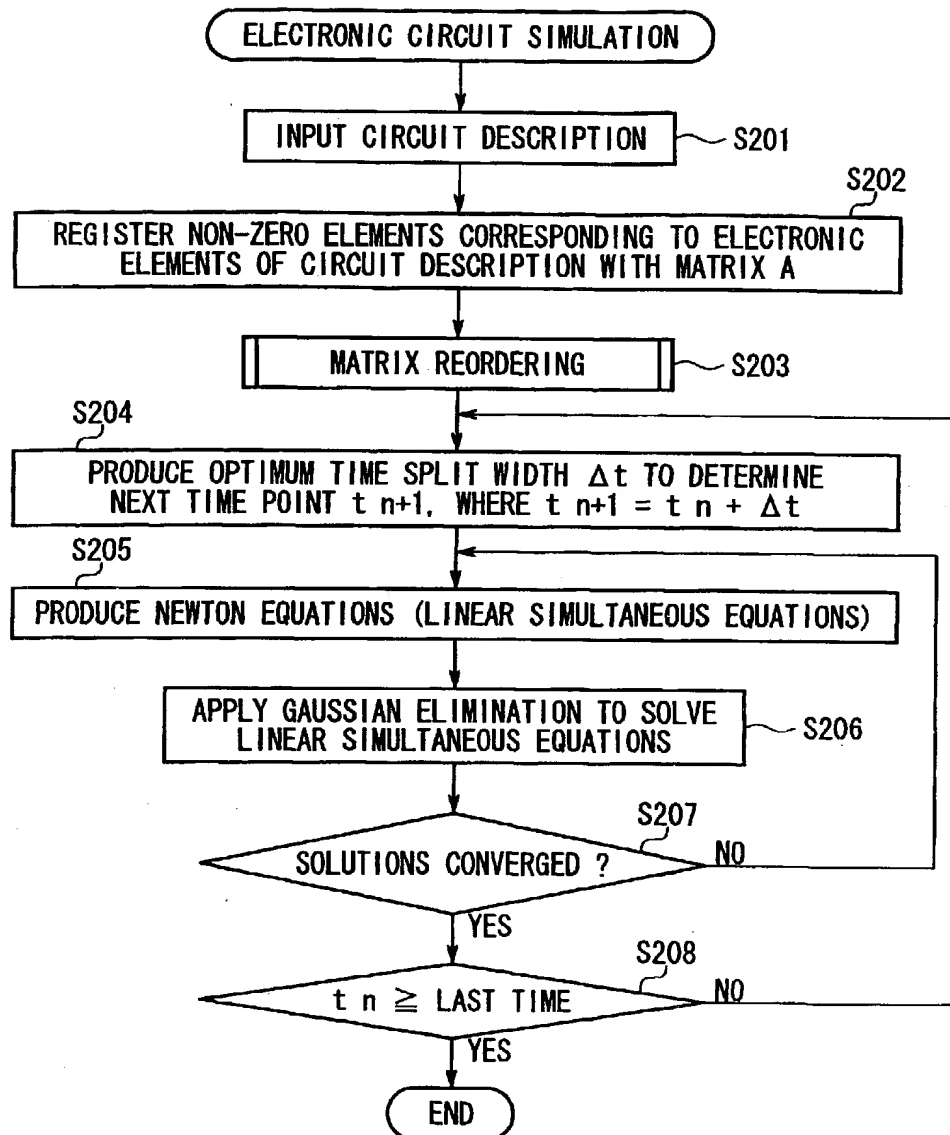 ELECTRONIC CIRCUIT SIMULATION
INPUT CIRCUIT DESCRIPTION
S201
S202
REGISTER NON-ZERO ELEMENTS CORRESPONDING TO ELECTRONIC
ELEMENTS OF CIRCUIT DESCRIPTION WITH MATRIX A
MATRIX REORDERING
S203
S204
PRODUCE OPTIMUM TIME SPLIT WIDTH Δt TO DETERMINE
NEXT TIME POINT t n+1, WHERE t n+1 = t n + Δt
S205
PRODUCE NEWTON EQUATIONS (LINEAR SIMULTANEOUS EQUATIONS)
APPLY GAUSSIAN ELIMINATION TO SOLVE
LINEAR SIMULTANEOUS EQUATIONS
S206
S207
SOLUTIONS CONVERGED ?
NO
YES
S208
t n ≧ LAST TIME
NO
YES
END